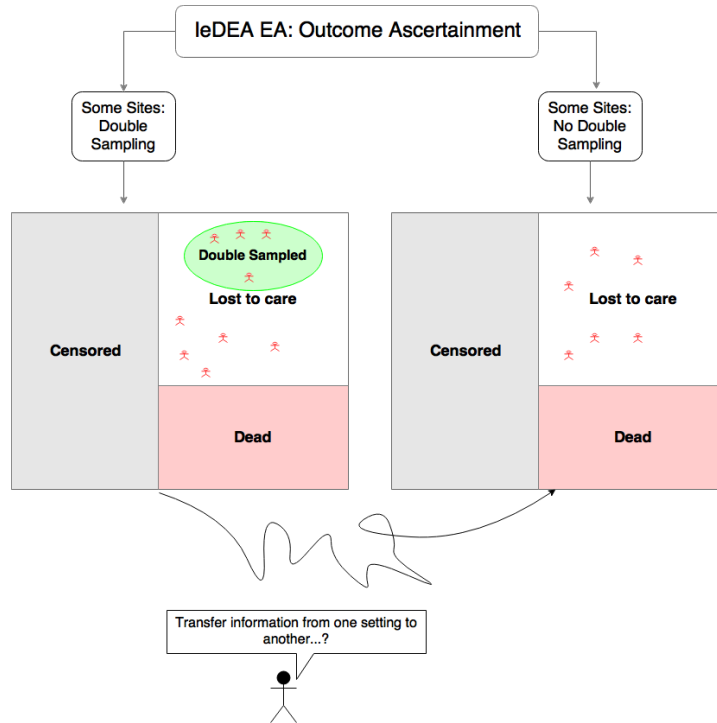 IeDEA EA: Outcome Ascertainment
Some Sites:
Double
Sampling
Some Sites:
No Double
Sampling
Double Sampled
Lost to care
Censored
Dead
Lost to care
Censored
Dead
Transfer information from one setting to
another...?